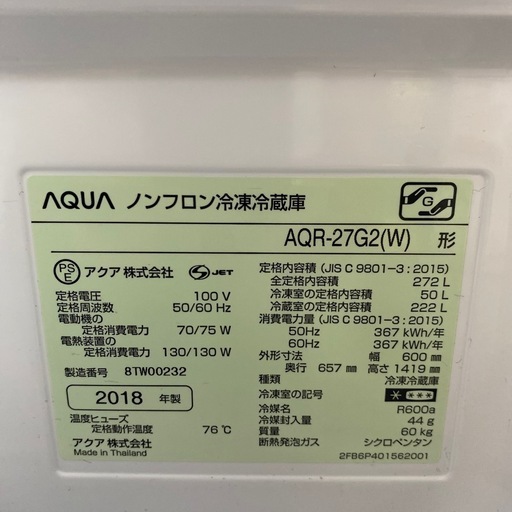 AQUA ノンフロン冷凍冷蔵庫
G
AQR-27G2(W) 形
PS
E
アクア株式会社
S JET
定格電圧 100 V
定格周波数 50/60 Hz
電動機の
定格消費電力 70/75 W
電熱装置の
定格消費電力 130/130 W
製造番号 8TW00232
2018 年製
温度ヒューズ
定格動作温度 76℃
アクア株式会社
Made in Thailand
定格内容積 (JIS C 9801-3 : 2015)
全定格内容積 272 L
冷凍室の定格内容積 50 L
冷蔵室の定格内容積 222 L
消費電力量 (JIS C 9801-3 : 2015)
50Hz 367 kWh/年
60Hz 367 kWh/年
外形寸法 幅 600 mm
奥行 657 mm 高さ 1419 mm
種類 冷凍冷蔵庫
冷凍室の記号 * ***
冷媒名 R600a
冷媒封入量 44 g
質量 60 kg
断熱発泡ガス シクロペンタン
2FB6P401562001